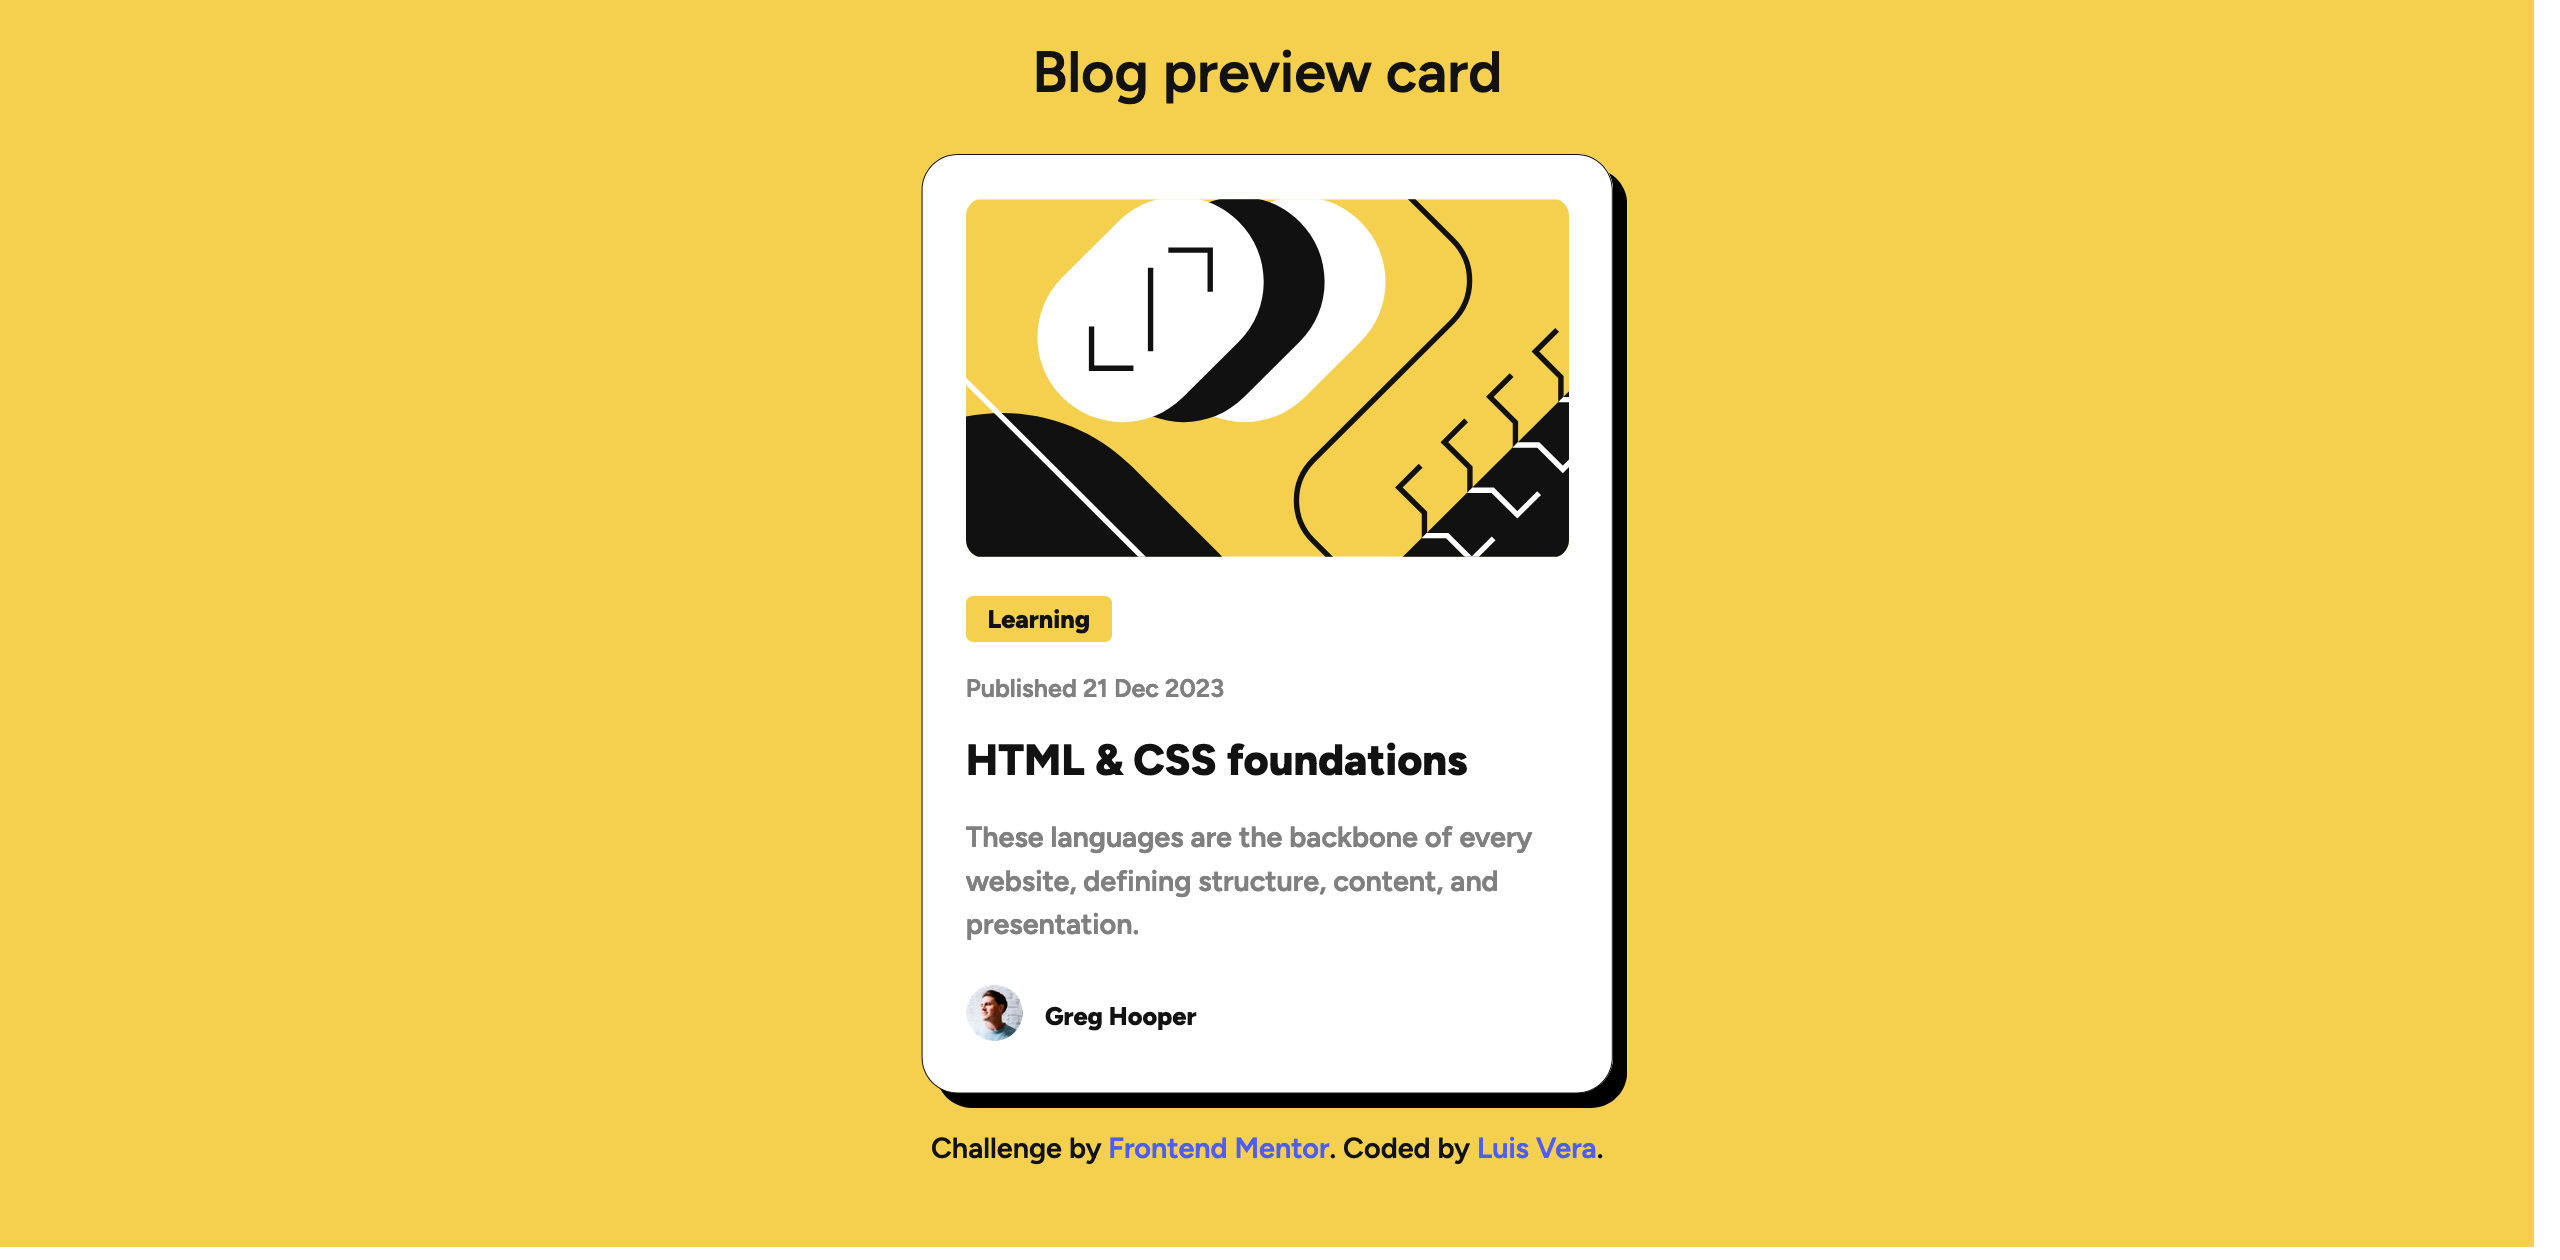 Blog preview card
Learning
Published 21 Dec 2023
HTML & CSS foundations
These languages are the backbone of every
website, defining structure, content, and
presentation.
Greg Hooper
Challenge by Frontend Mentor. Coded by Luis Vera.